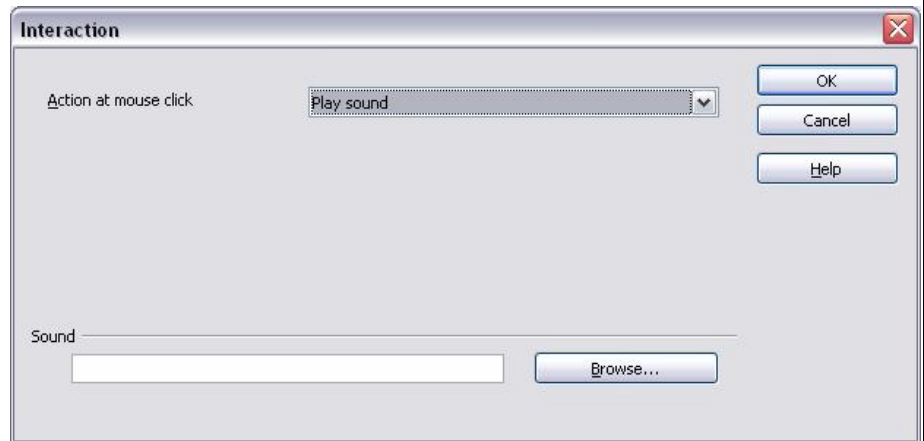 Interaction
Action at mouse click
Play sound
OK
Cancel
Help
Sound
Browse...